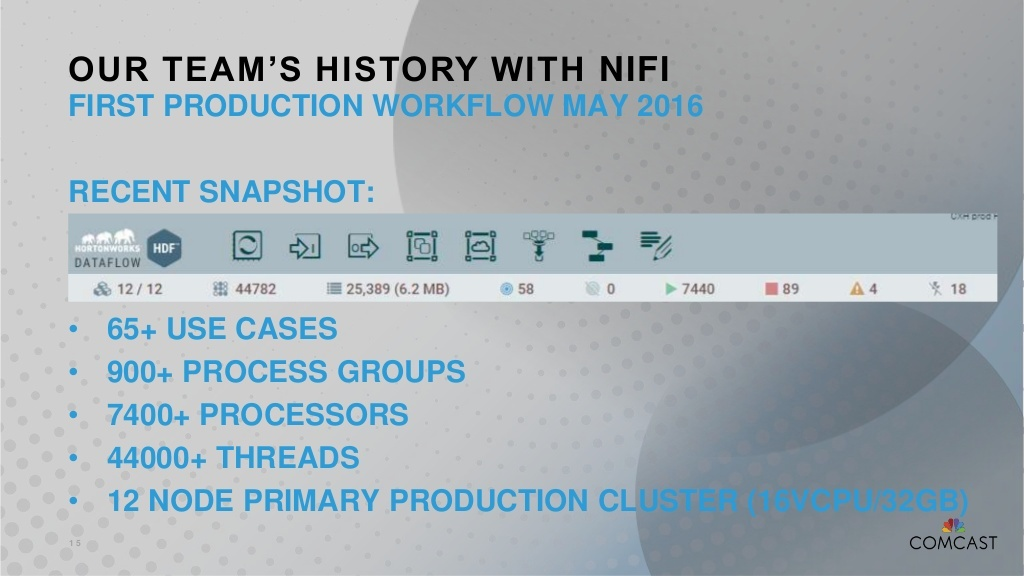 OUR TEAM’S HISTORY WITH NIFI
FIRST PRODUCTION WORKFLOW MAY 2016
RECENT SNAPSHOT:
HORTONWORKS
DATAFLOW
HDF™
12 / 12 44782 25,389 (6.2 MB) 58 0 7440 89 4 18
• 65+ USE CASES
• 900+ PROCESS GROUPS
• 7400+ PROCESSORS
• 44000+ THREADS
• 12 NODE PRIMARY PRODUCTION CLUSTER (16VCPU/32GB)
15
COMCAST